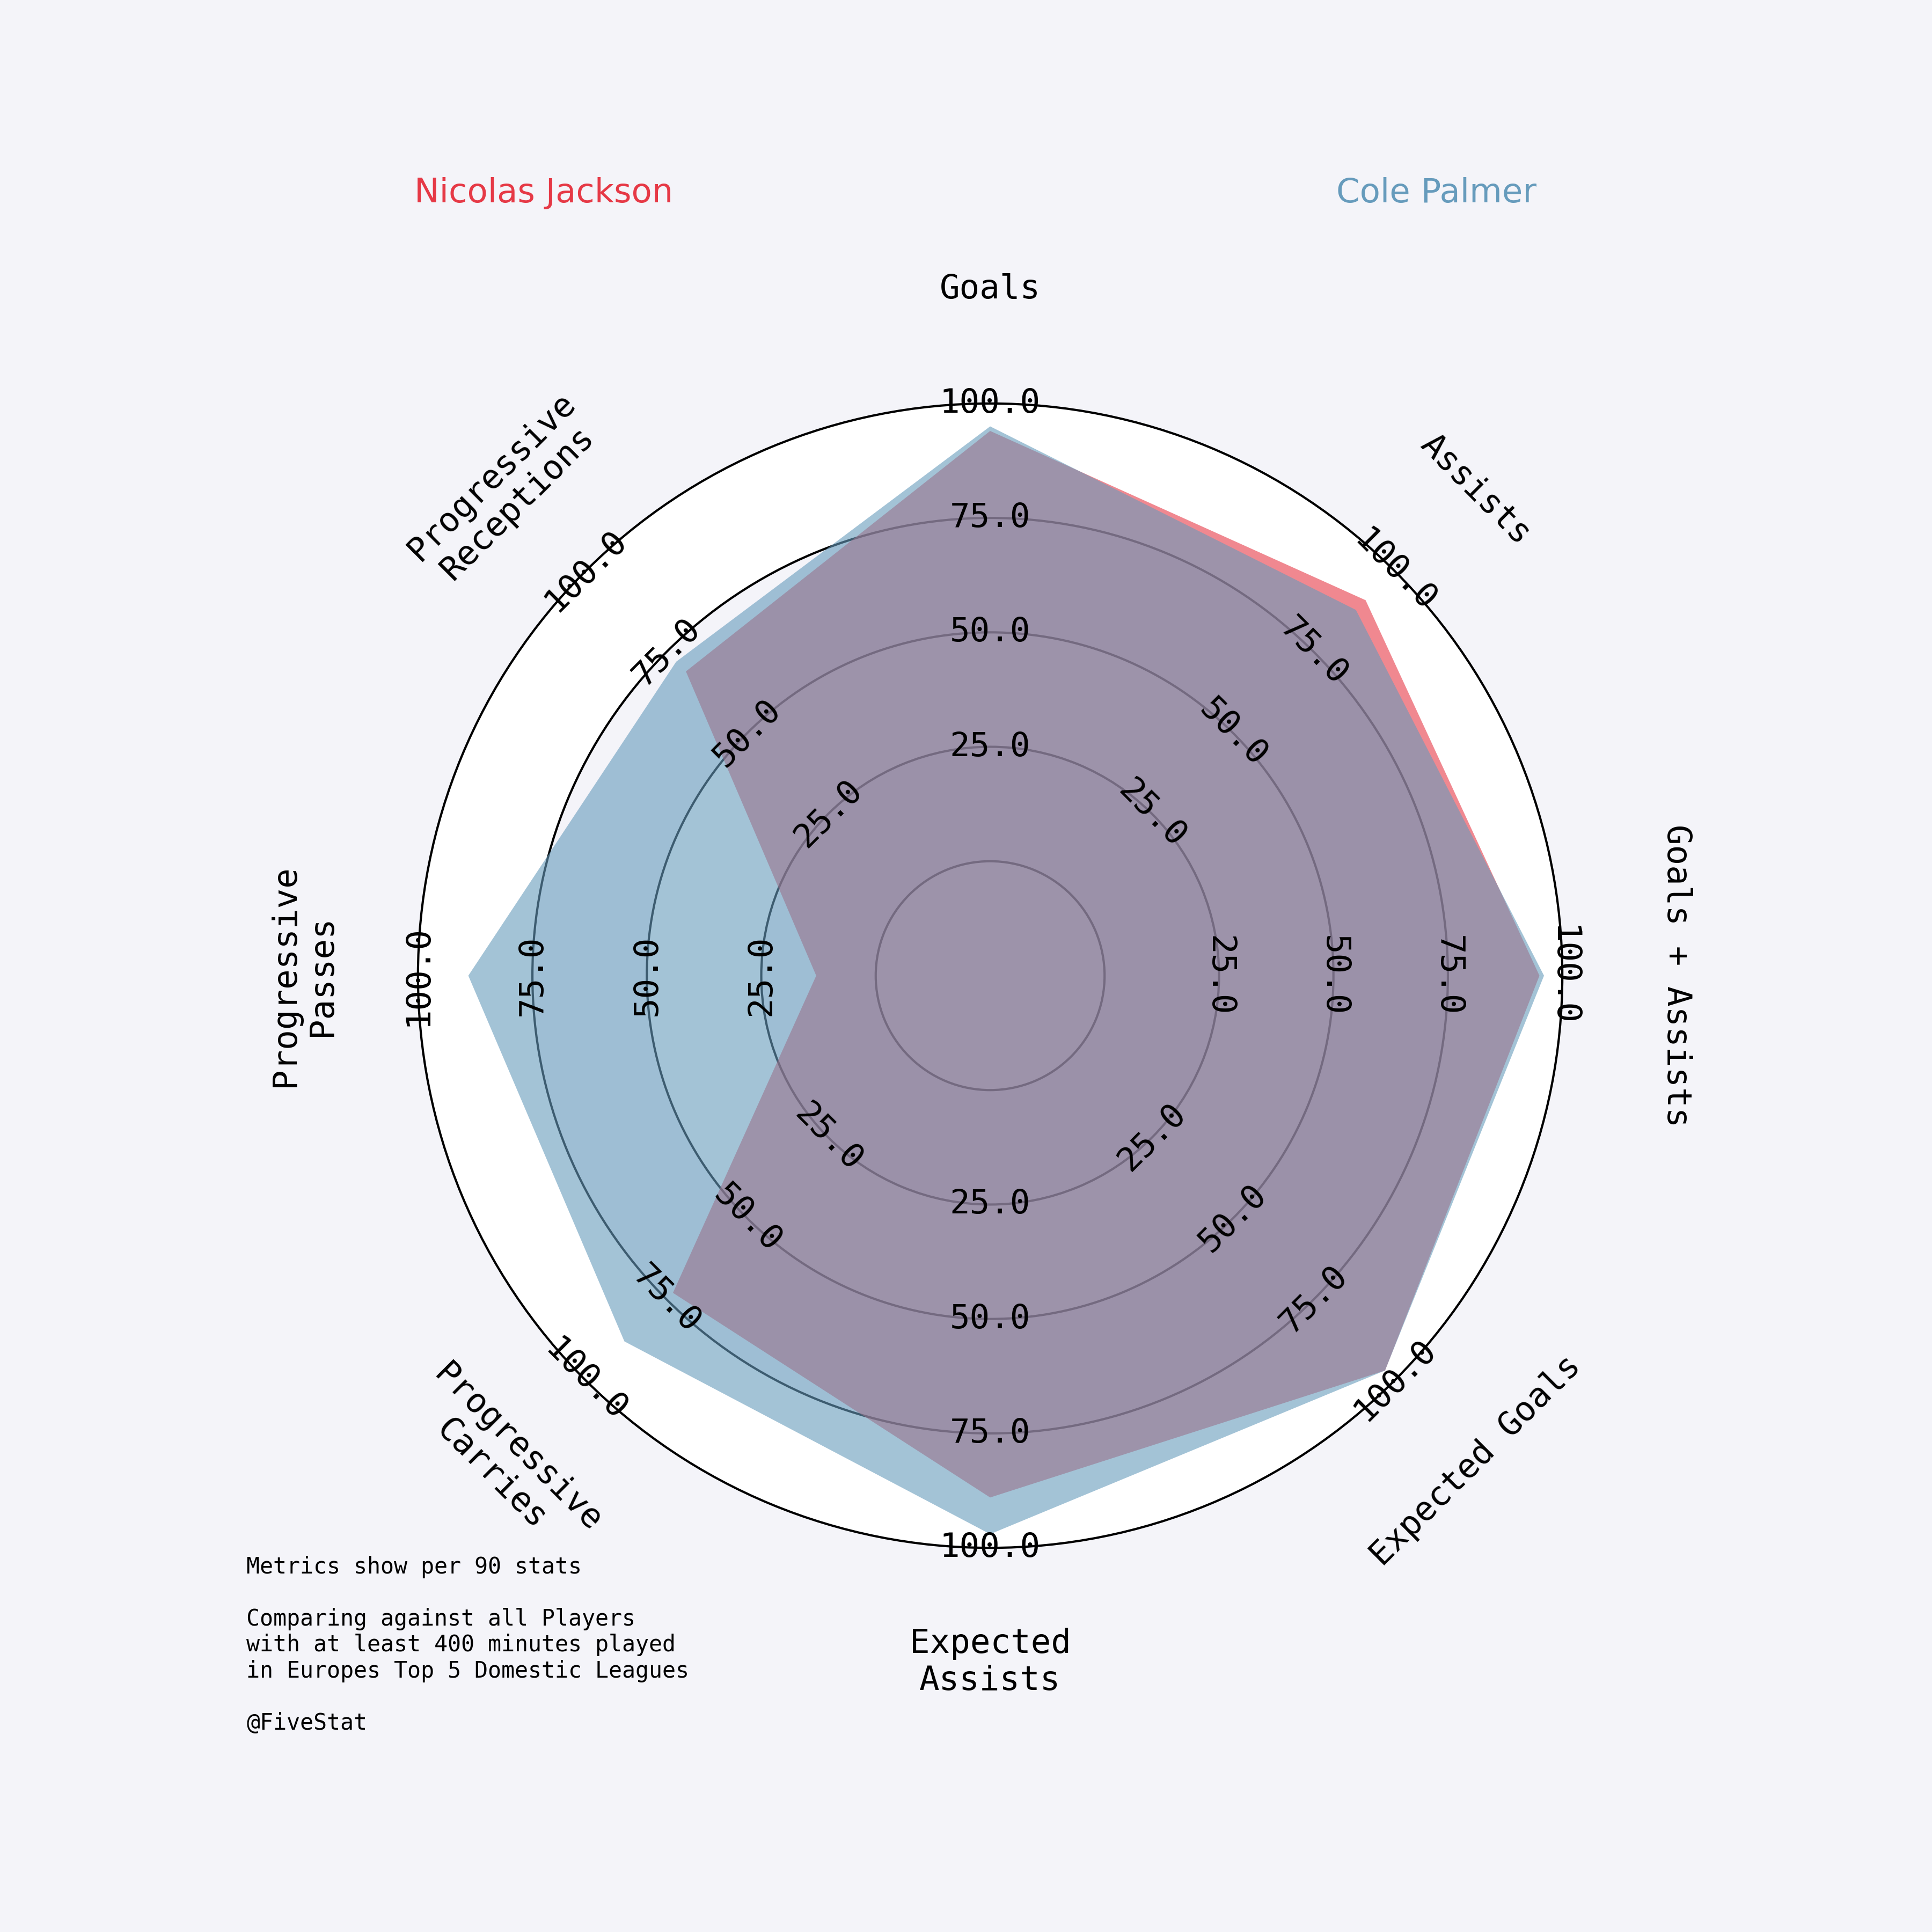 Nicolas Jackson
Cole Palmer
Goals
Assists
Goals + Assists
Expected Goals
Expected
Assists
Progressive
Carries
Progressive
Passes
Progressive
Receptions
25.0
50.0
75.0
100.0
25.0
50.0
75.0
100.0
25.0
50.0
75.0
100.0
25.0
50.0
75.0
100.0
25.0
50.0
75.0
100.0
25.0
50.0
75.0
100.0
25.0
50.0
75.0
100.0
25.0
50.0
75.0
100.0
Metrics show per 90 stats
Comparing against all Players
with at least 400 minutes played
in Europes Top 5 Domestic Leagues
@FiveStat